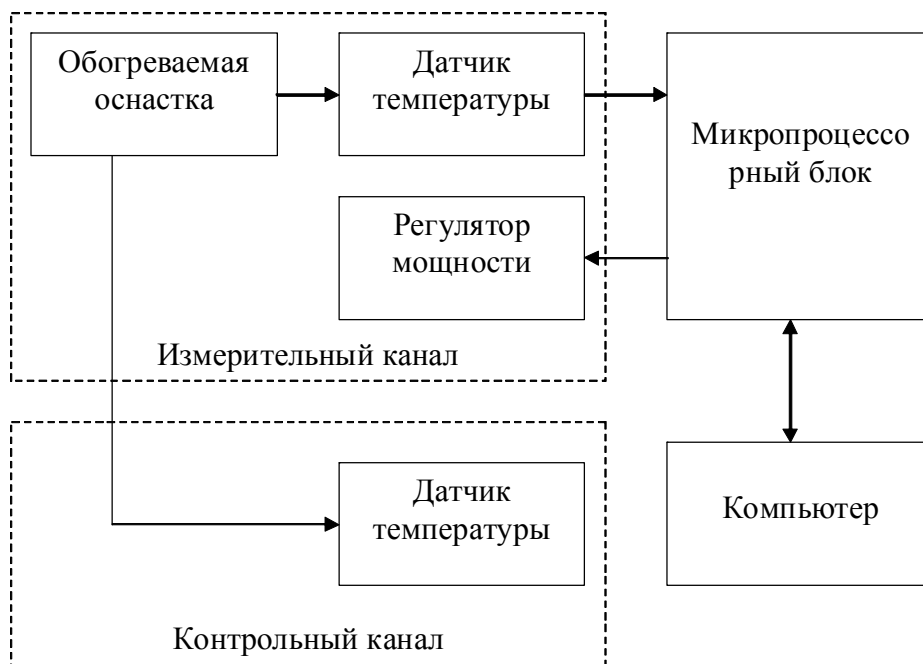 Обогреваемая
оснастка
Датчик
температуры
Микропроцессо
рный блок
Регулятор
мощности
Измерительный канал
Датчик
температуры
Компьютер
Контрольный канал